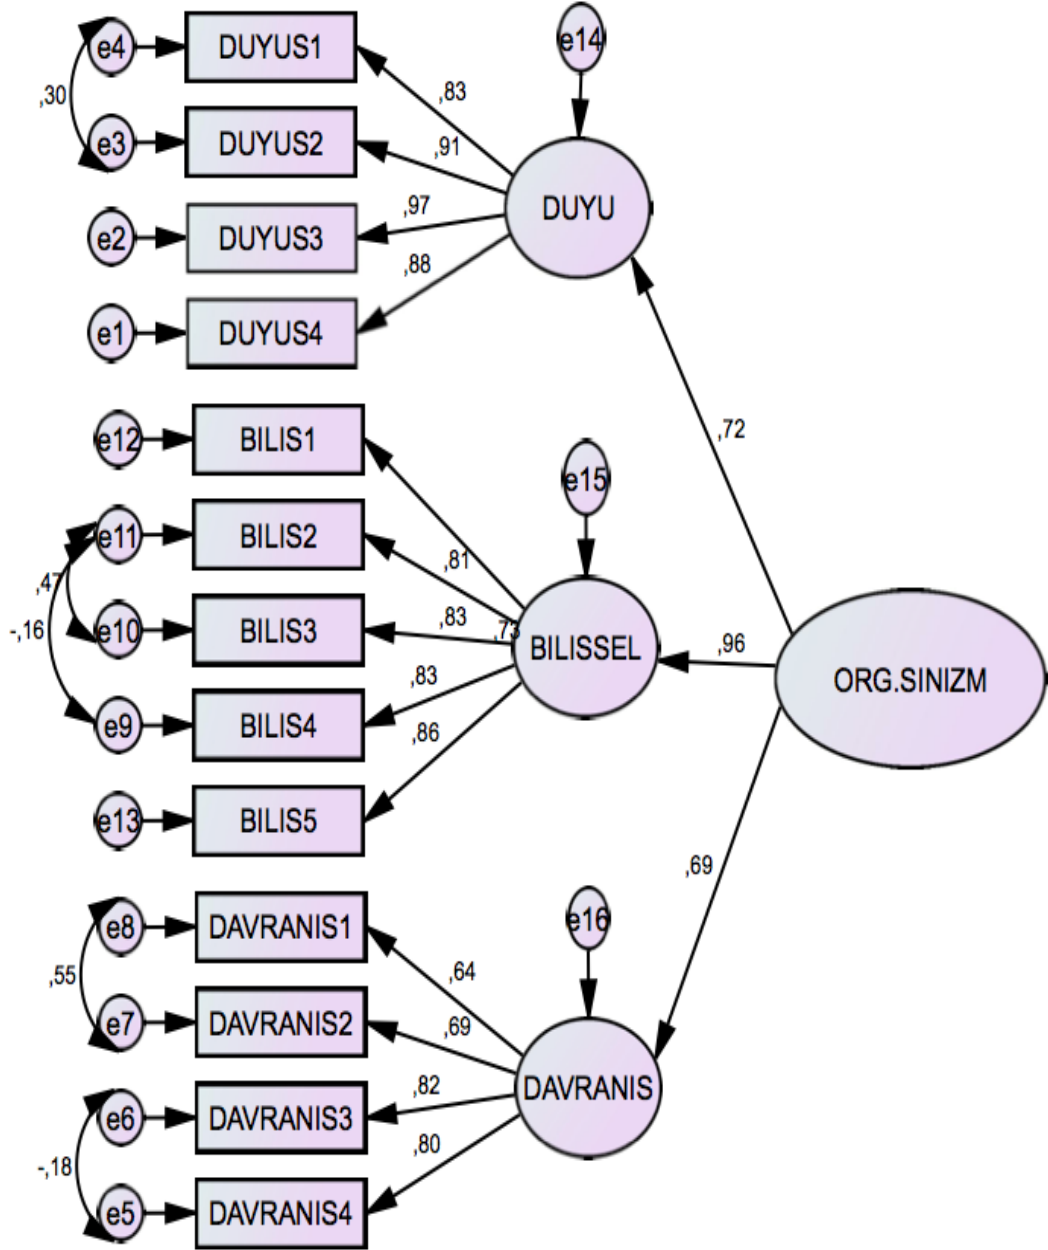 e4
DUYUS1
e14
,83
,30
e3
DUYUS2
,91
DUYU
,97
e2
DUYUS3
,88
e1
DUYUS4
,72
e12
BILIS1
e15
e11
BILIS2
,81
,47
-,16
e10
BILIS3
,83
,73
BILISSEL
,96
ORG.SINIZM
,83
e9
BILIS4
,86
e13
BILIS5
,69
e8
DAVRANIS1
e16
,64
,55
e7
DAVRANIS2
,69
,82
DAVRANIS
e6
DAVRANIS3
,80
-,18
e5
DAVRANIS4